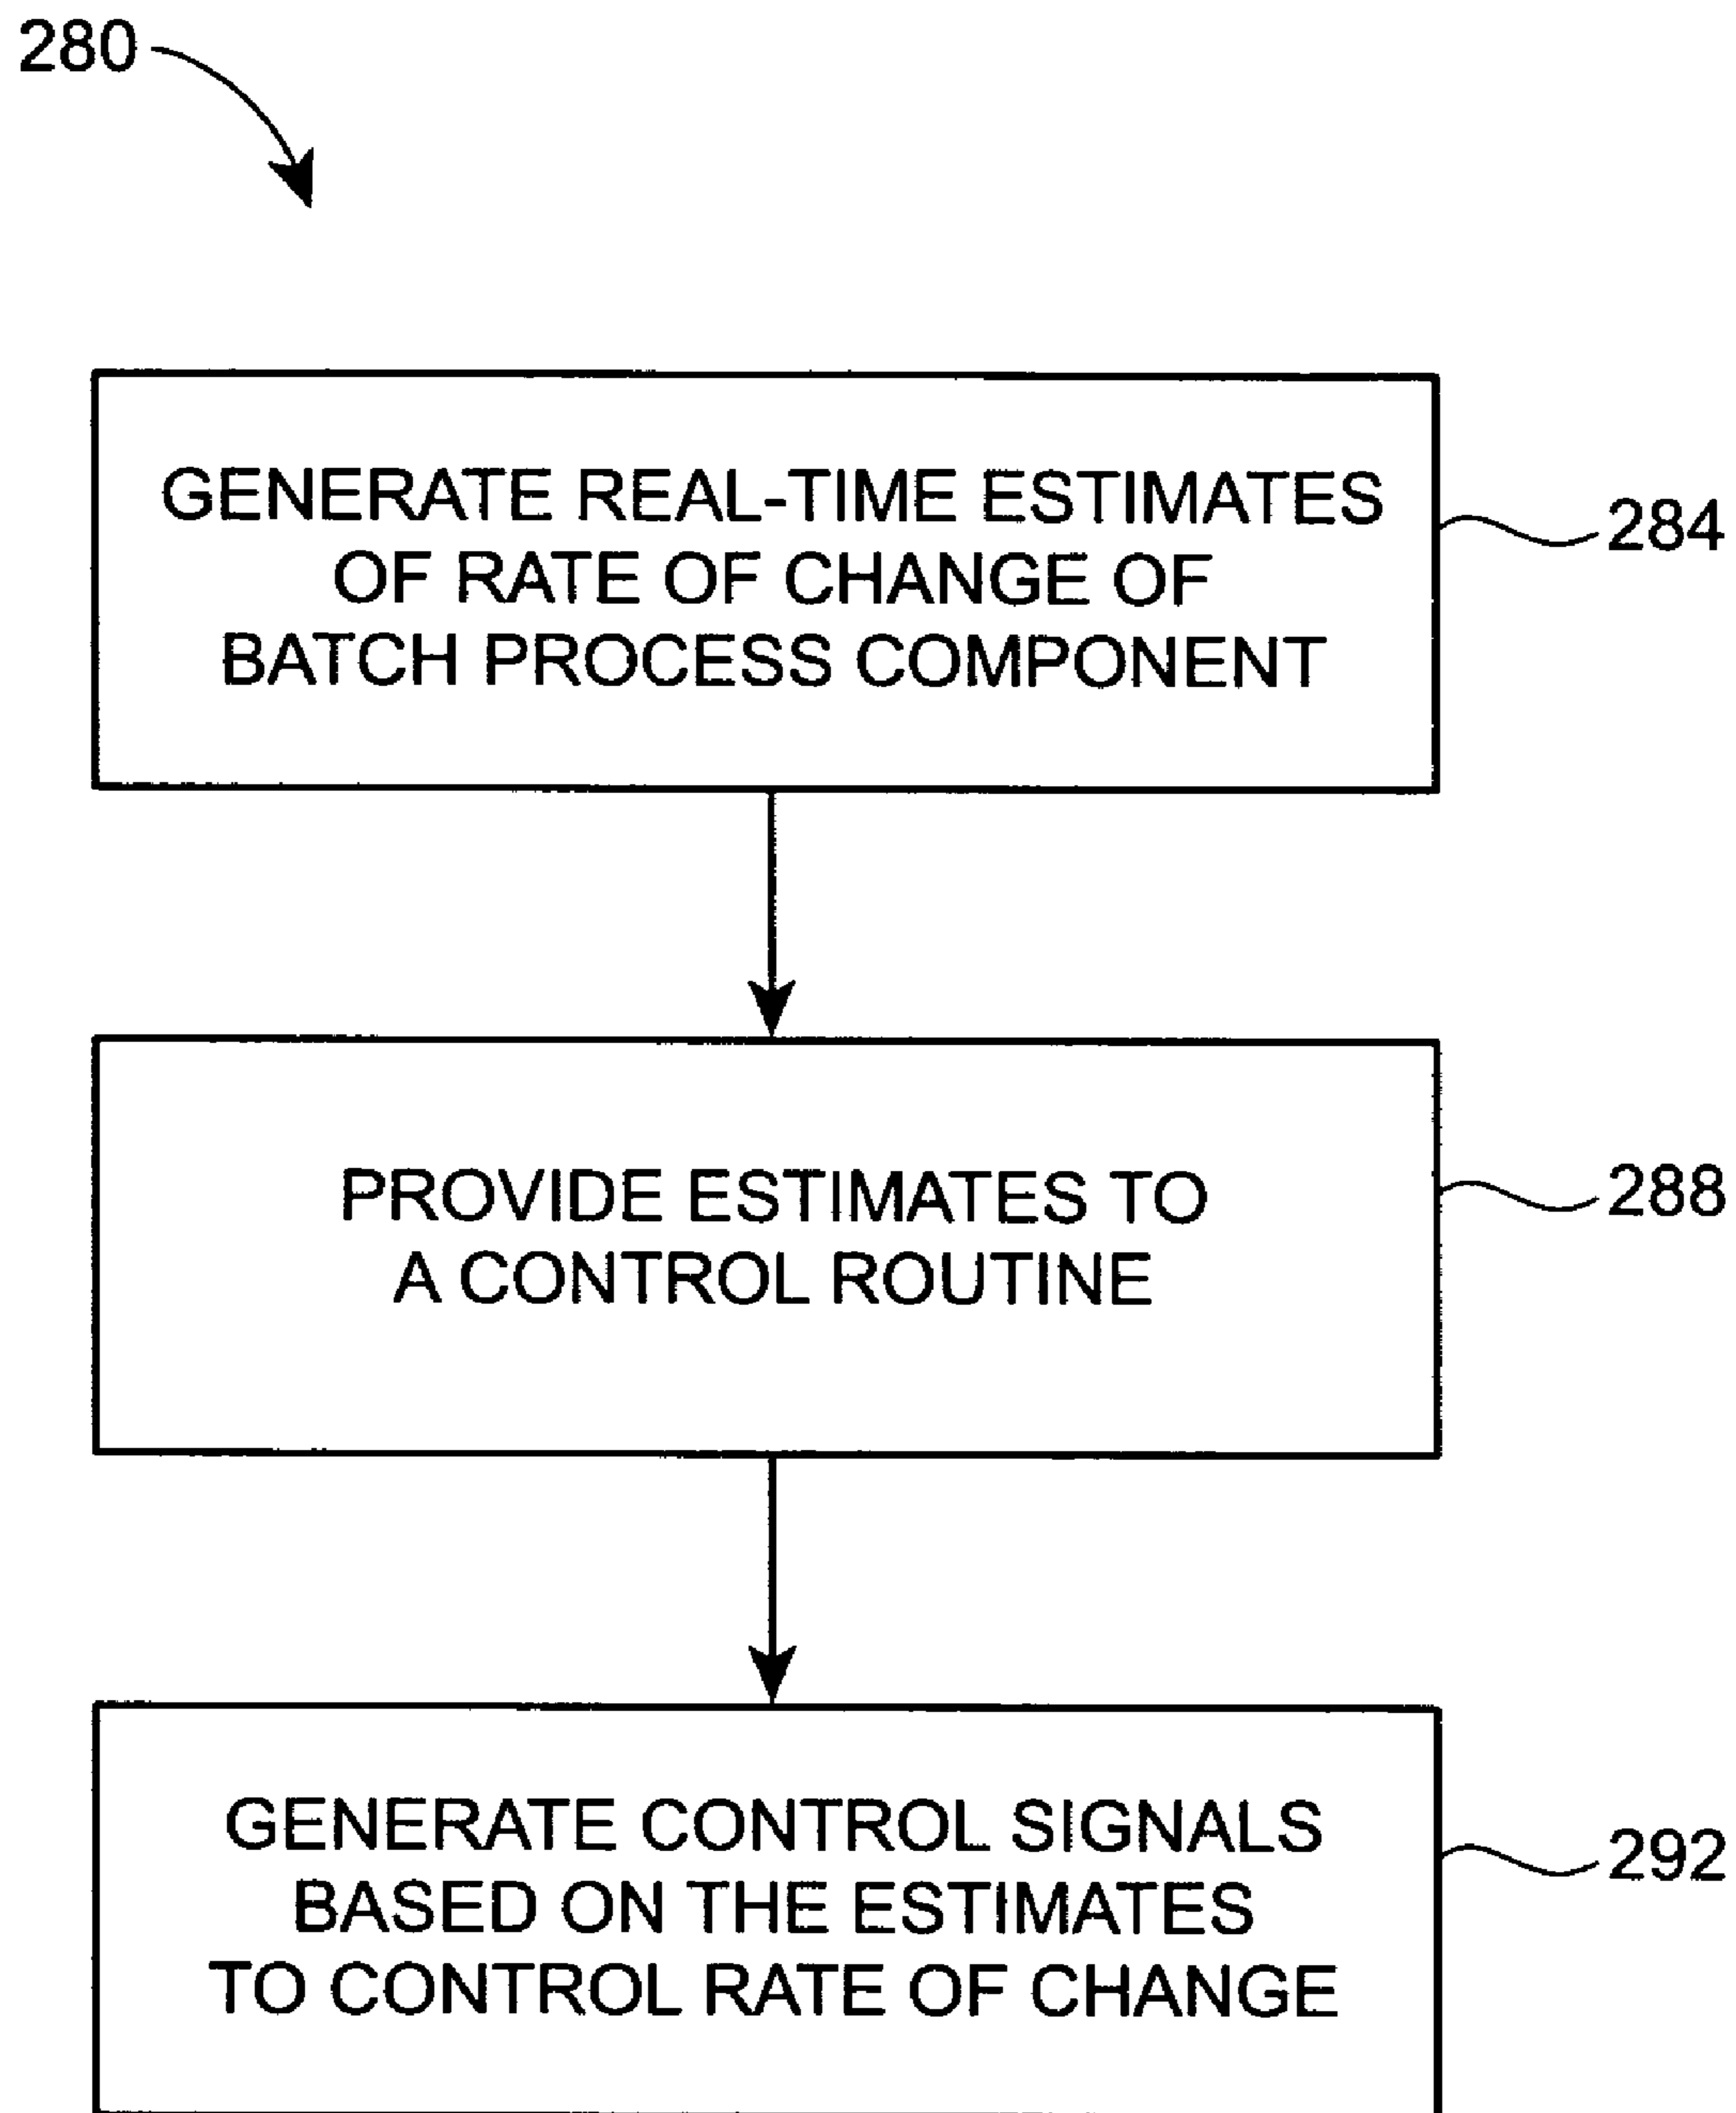 280
GENERATE REAL-TIME ESTIMATES
OF RATE OF CHANGE OF
BATCH PROCESS COMPONENT
284
PROVIDE ESTIMATES TO
A CONTROL ROUTINE
288
GENERATE CONTROL SIGNALS
BASED ON THE ESTIMATES
TO CONTROL RATE OF CHANGE
292